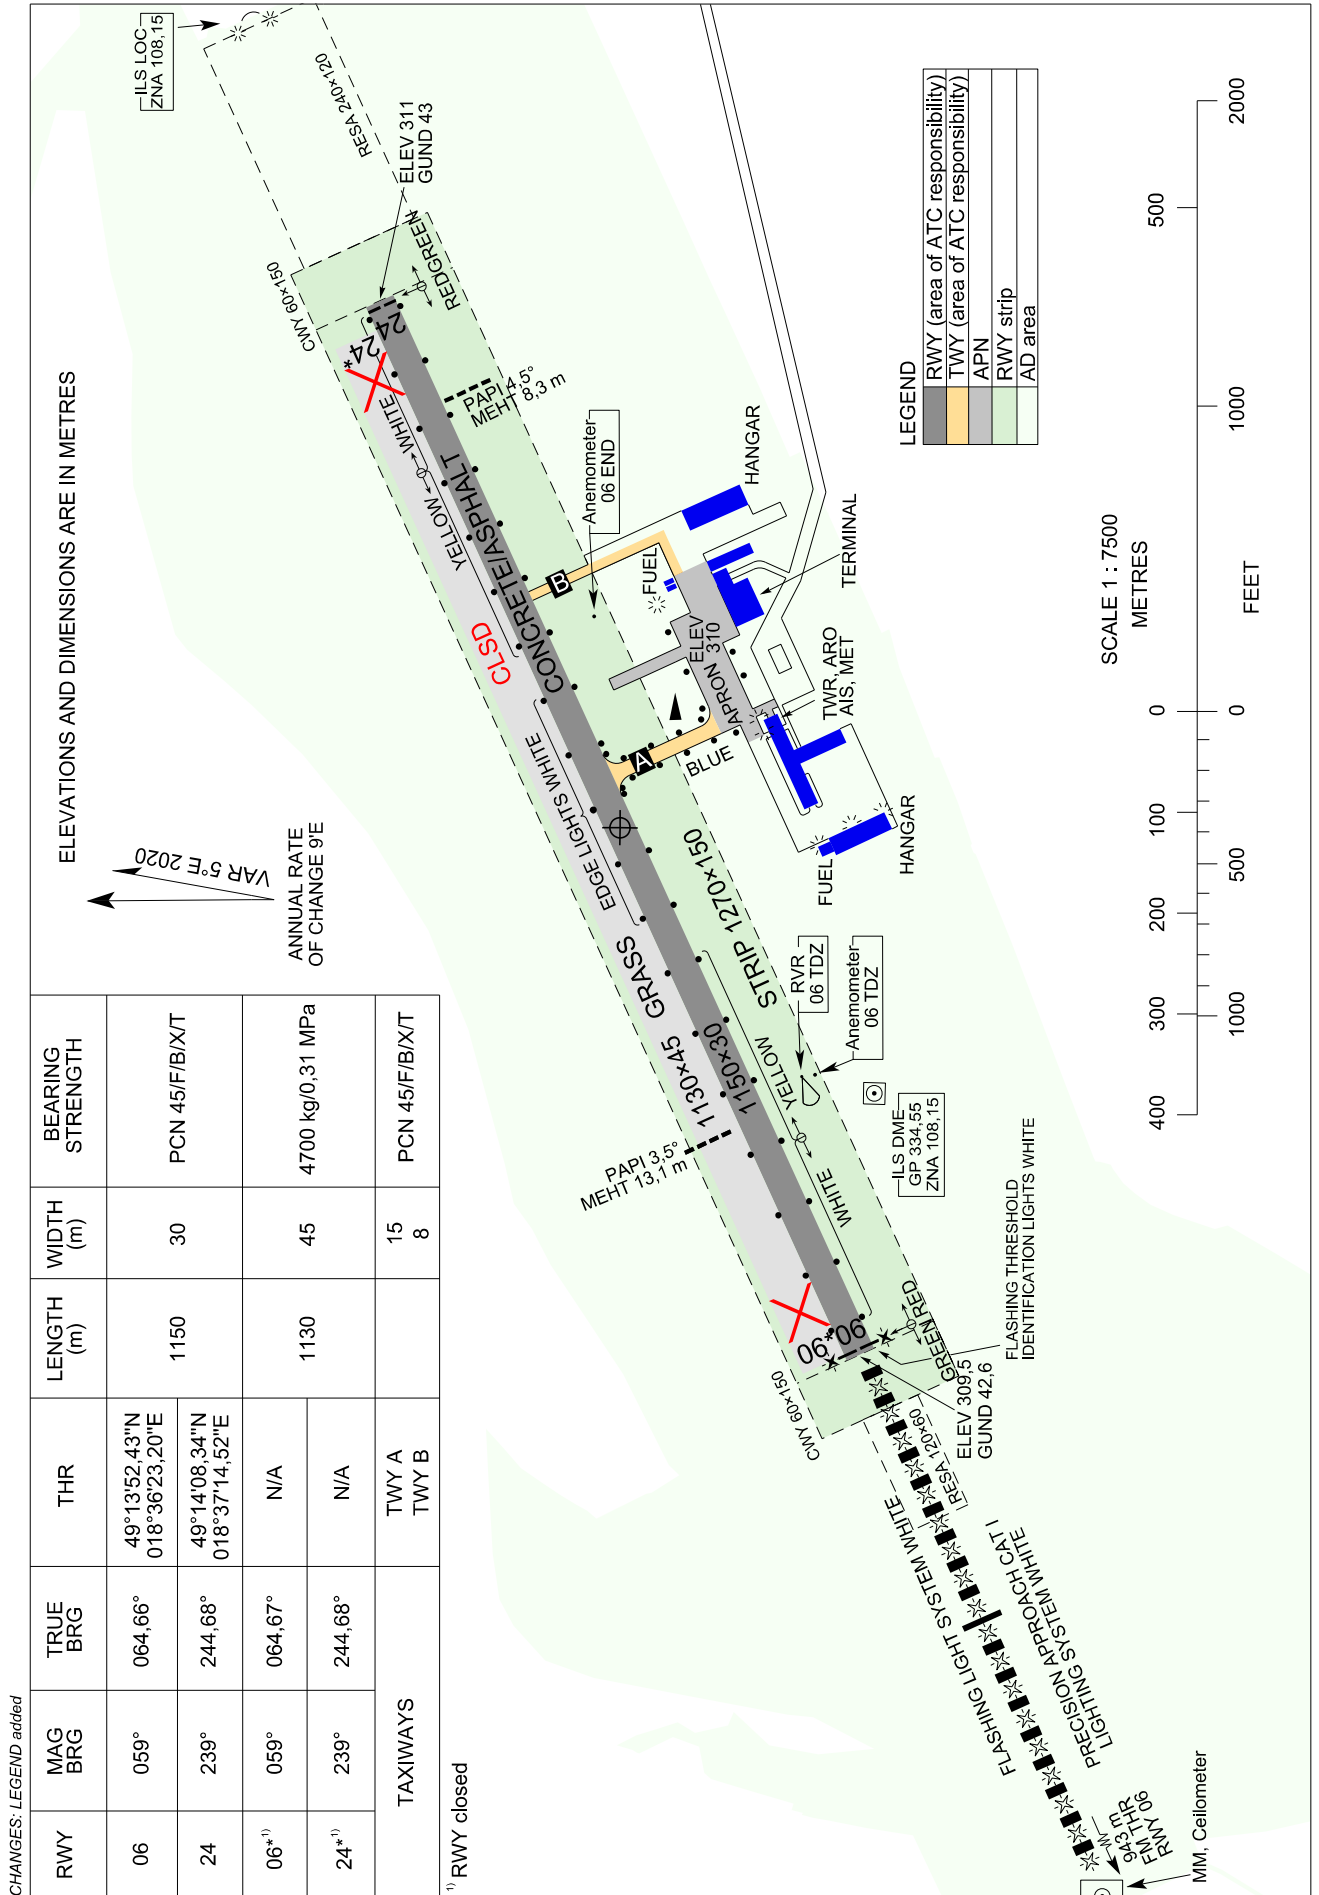 CHANGES: LEGEND added
RWY
MAG
BRG
TRUE
BRG
THR
LENGTH
(m)
WIDTH
(m)
BEARING
STRENGTH
06
059°
064,66°
49°13'52,43"N
018°36'23,20"E
1150
30
PCN 45/F/B/X/T
24
239°
244,68°
49°14'08,34"N
018°37'14,52"E
06*¹⁾
059°
064,67°
N/A
1130
45
4700 kg/0,31 MPa
24*¹⁾
239°
244,68°
N/A
TAXIWAYS
TWY A
TWY B
15
8
PCN 45/F/B/X/T
¹⁾ RWY closed
ELEVATIONS AND DIMENSIONS ARE IN METRES
VAR 5°E 2020
ANNUAL RATE
OF CHANGE 9'E
ILS LOC
ZNA 108,15
RESA 240×120
ELEV 311
GUND 43
CWY 60×150
REDGREEN
24
24*
WHITE
YELLOW
PAPI 4,5°
MEHT 8,3 m
CLSD
CONCRETE/ASPHALT
Anemometer
06 END
B
HANGAR
FUEL
TERMINAL
ELEV
310
APRON
TWR, ARO
AIS, MET
A
BLUE
EDGE LIGHTS WHITE
FUEL
HANGAR
GRASS
1130×45
1150×30
STRIP 1270×150
RVR
06 TDZ
Anemometer
06 TDZ
YELLOW
WHITE
PAPI 3,5°
MEHT 13,1 m
ILS DME
GP 334,55
ZNA 108,15
FLASHING THRESHOLD
IDENTIFICATION LIGHTS WHITE
06*
06
GREEN RED
CWY 60×150
ELEV 309,5
GUND 42,6
RESA 120×60
FLASHING LIGHT SYSTEM WHITE
PRECISION APPROACH CAT I
LIGHTING SYSTEM WHITE
943 m
FM THR
RWY 06
MM, Ceilometer
LEGEND
RWY (area of ATC responsibility)
TWY (area of ATC responsibility)
APN
RWY strip
AD area
SCALE 1 : 7500
METRES
400
300
200
100
0
500
FEET
1000
500
0
1000
2000